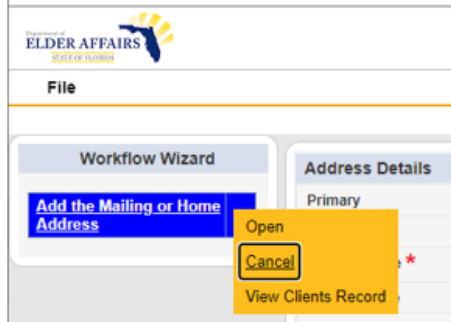 Department of
ELDER AFFAIRS
STATE OF FLORIDA
File
Workflow Wizard
Add the Mailing or Home
Address
Open
Cancel
View Clients Record
Address Details
Primary
*